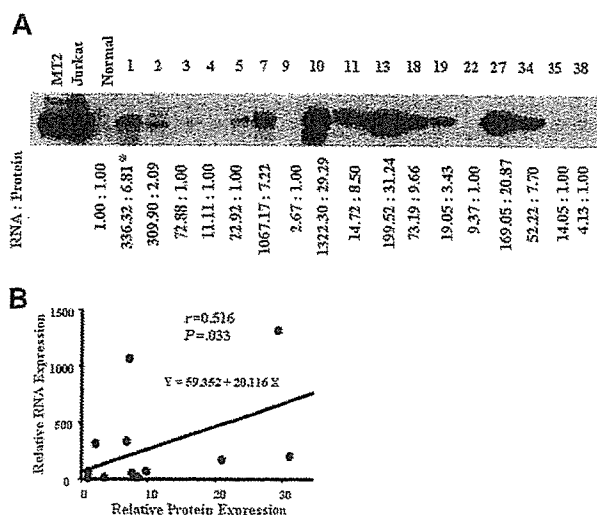 A
MT2
Jurkat
Normal
1 2 3 4 5 7 9 10 11 13 18 19 22 27 34 35 38
RNA : Protein
1.00 : 1.00
336.32 : 6.81 *
309.90 : 2.09
72.88 : 1.00
11.11 : 1.00
22.92 : 1.00
1067.17 : 7.22
2.67 : 1.00
1322.30 : 29.29
14.72 : 8.50
199.52 : 31.24
73.19 : 9.66
19.05 : 3.43
9.37 : 1.00
169.05 : 20.87
52.22 : 7.70
14.05 : 1.00
4.13 : 1.00
B
1500
r=0.516
P=.033
1000
Y = 59.352 + 20.116 X
500
0
0 10 20 30
Relative RNA Expression
Relative Protein Expression